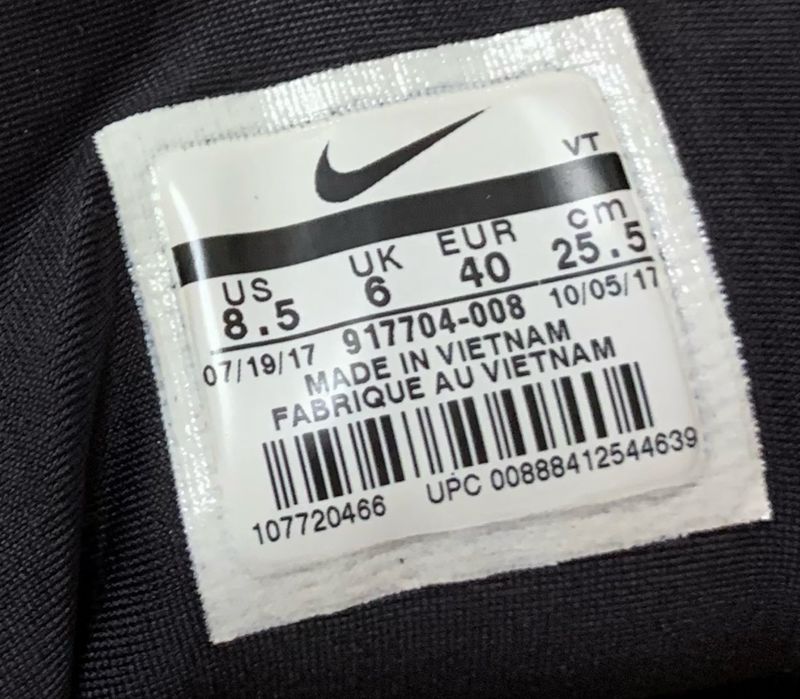 VT
US UK EUR cm
8.5 6 40 25.5
07/19/17 917704-008 10/05/17
MADE IN VIETNAM
FABRIQUE AU VIETNAM
107720466 UPC 00888412544639